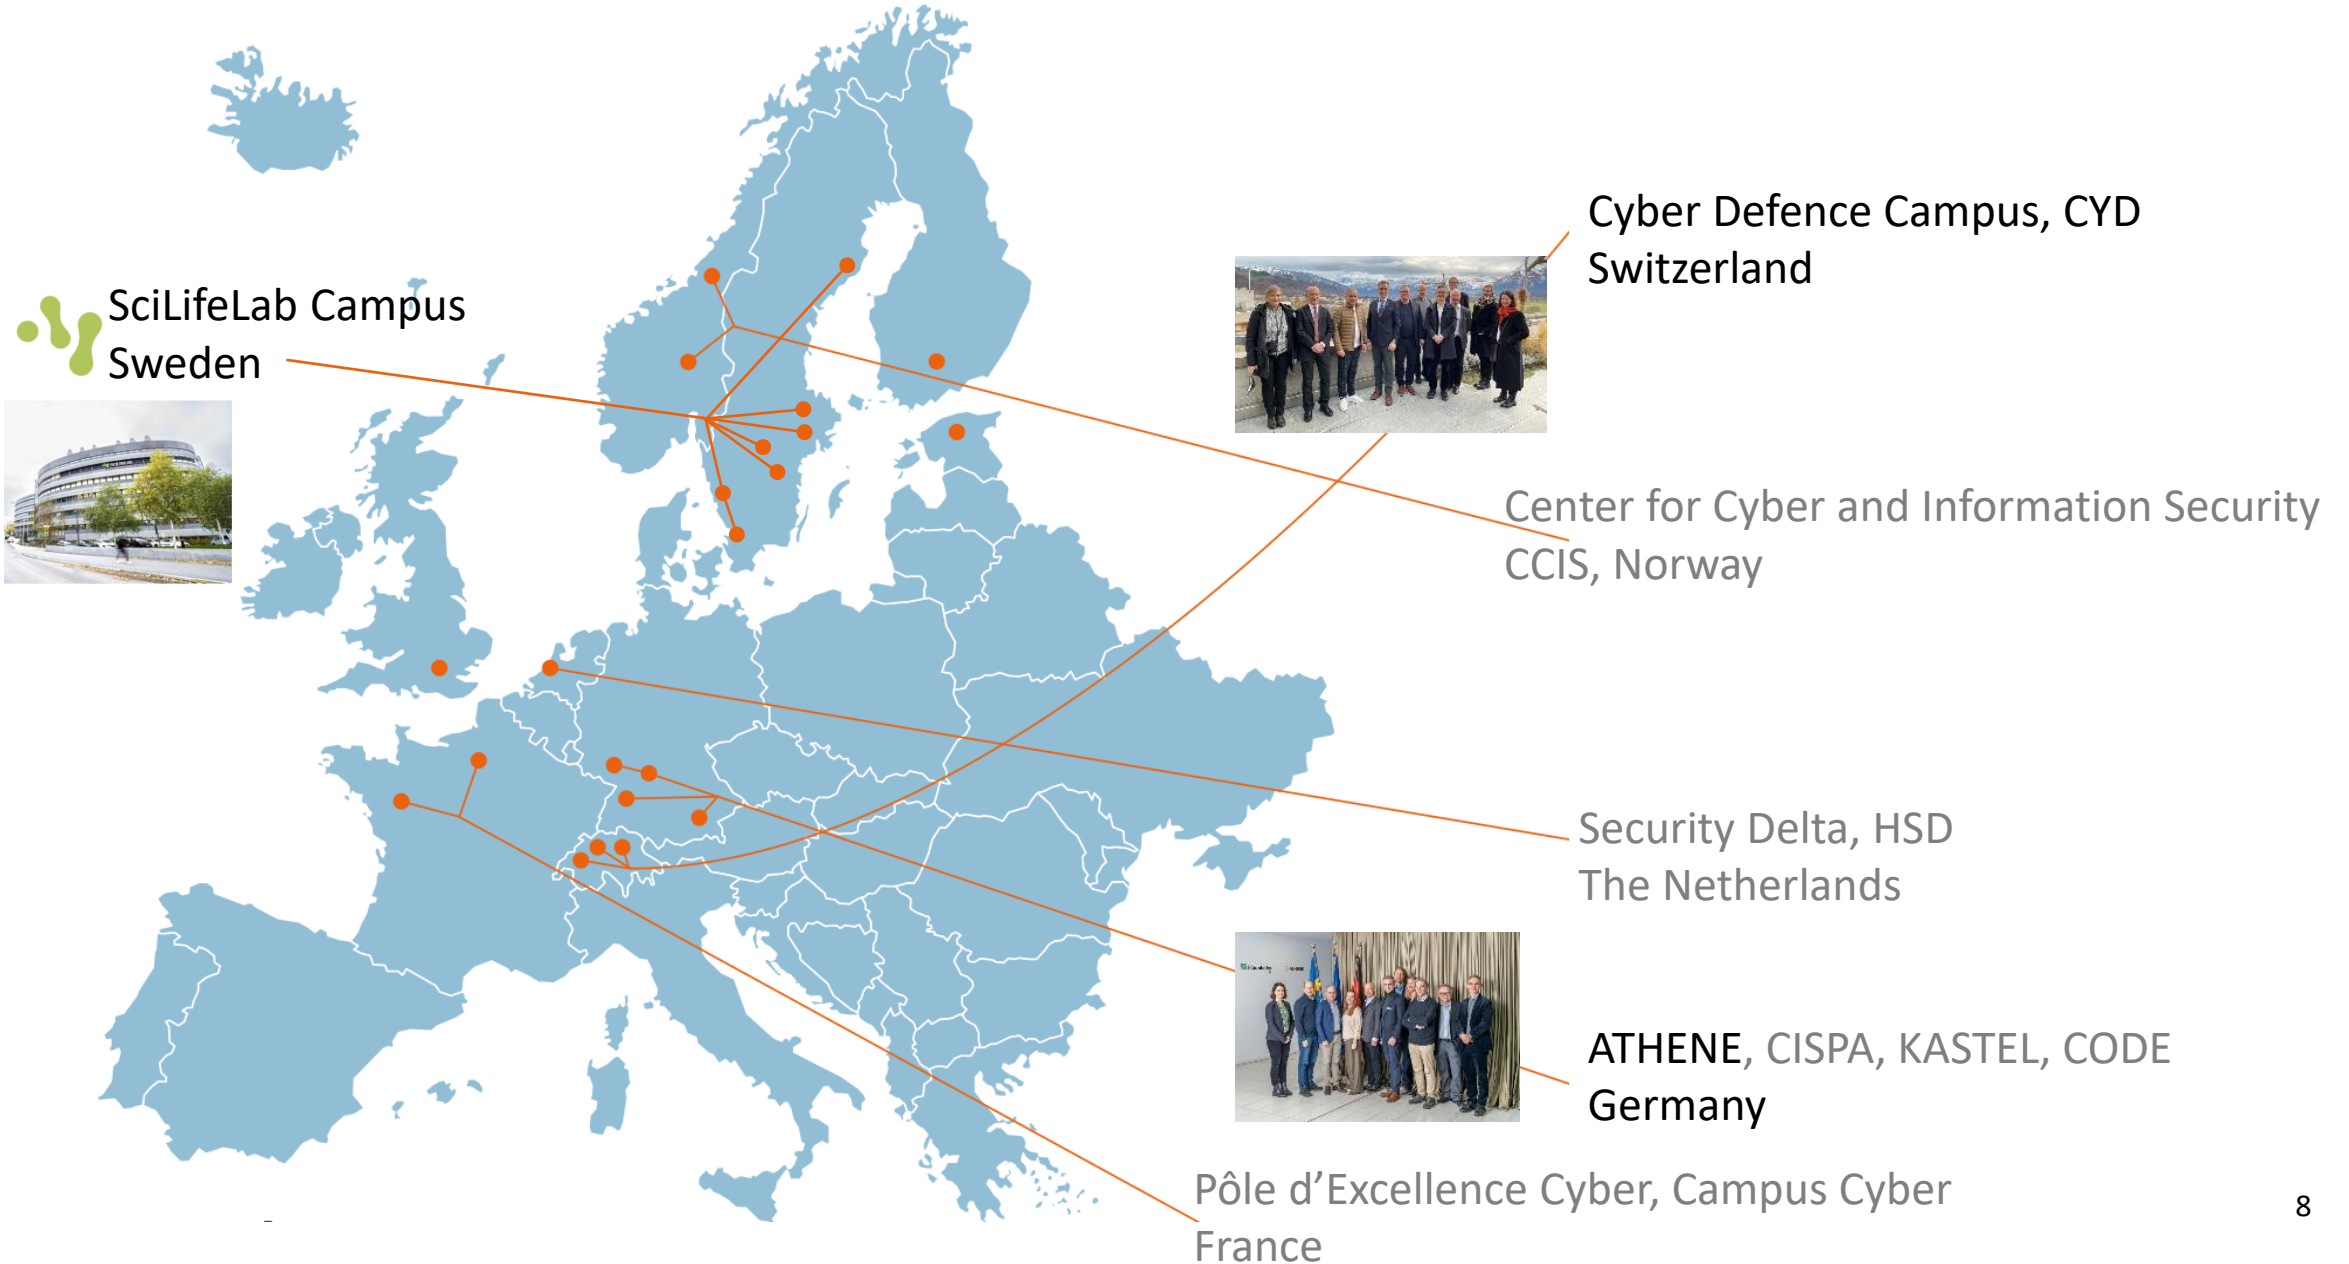 SciLifeLab Campus
Sweden
Cyber Defence Campus, CYD
Switzerland
Center for Cyber and Information Security
CCIS, Norway
Security Delta, HSD
The Netherlands
ATHENE, CISPA, KASTEL, CODE
Germany
Pôle d’Excellence Cyber, Campus Cyber
France
8